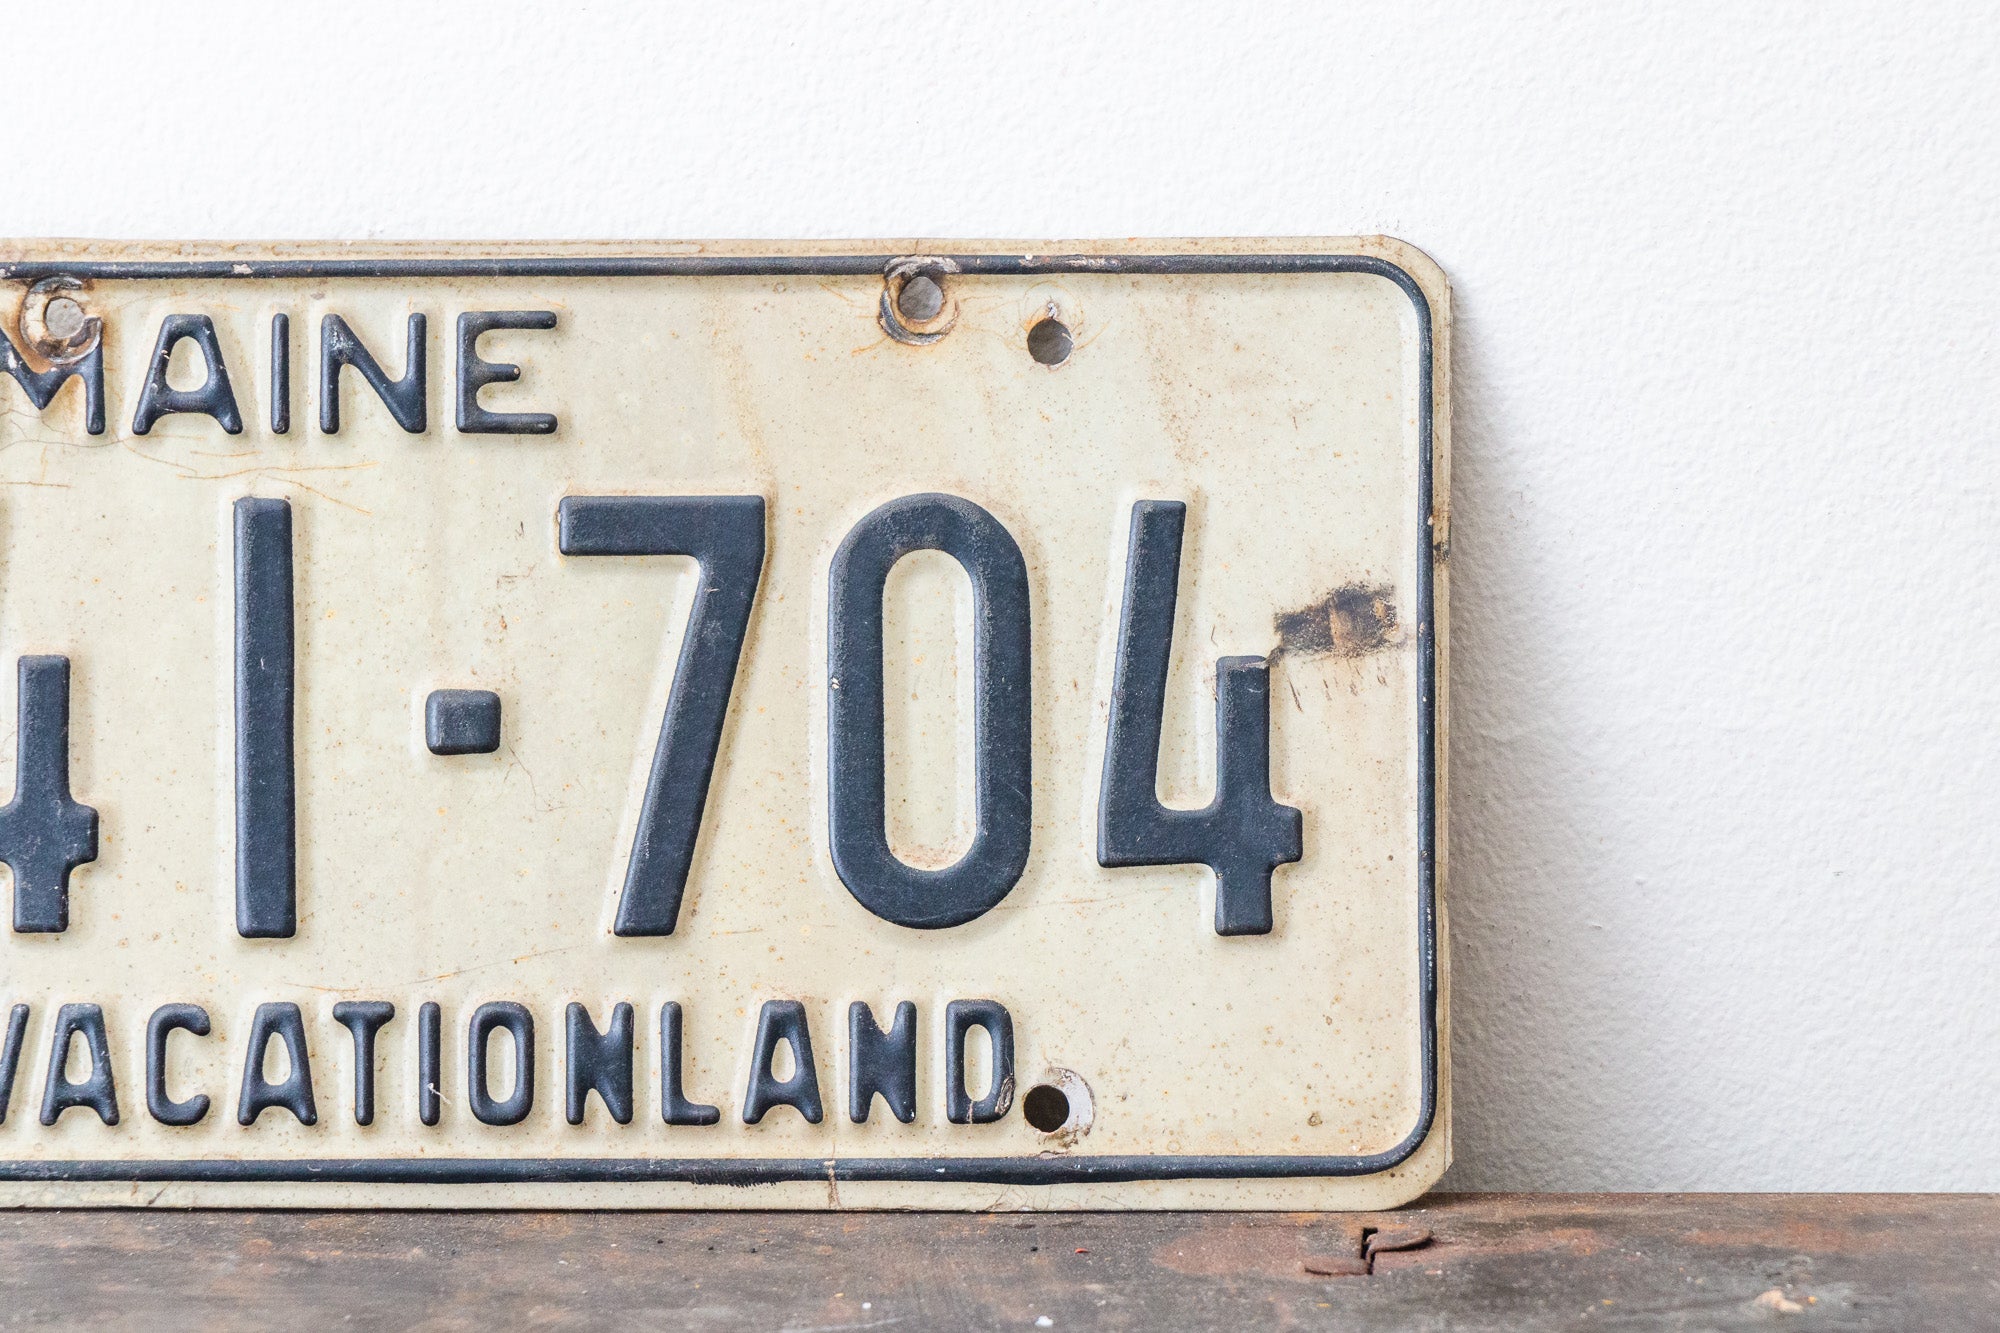 MAINE
41-704
VACATIONLAND